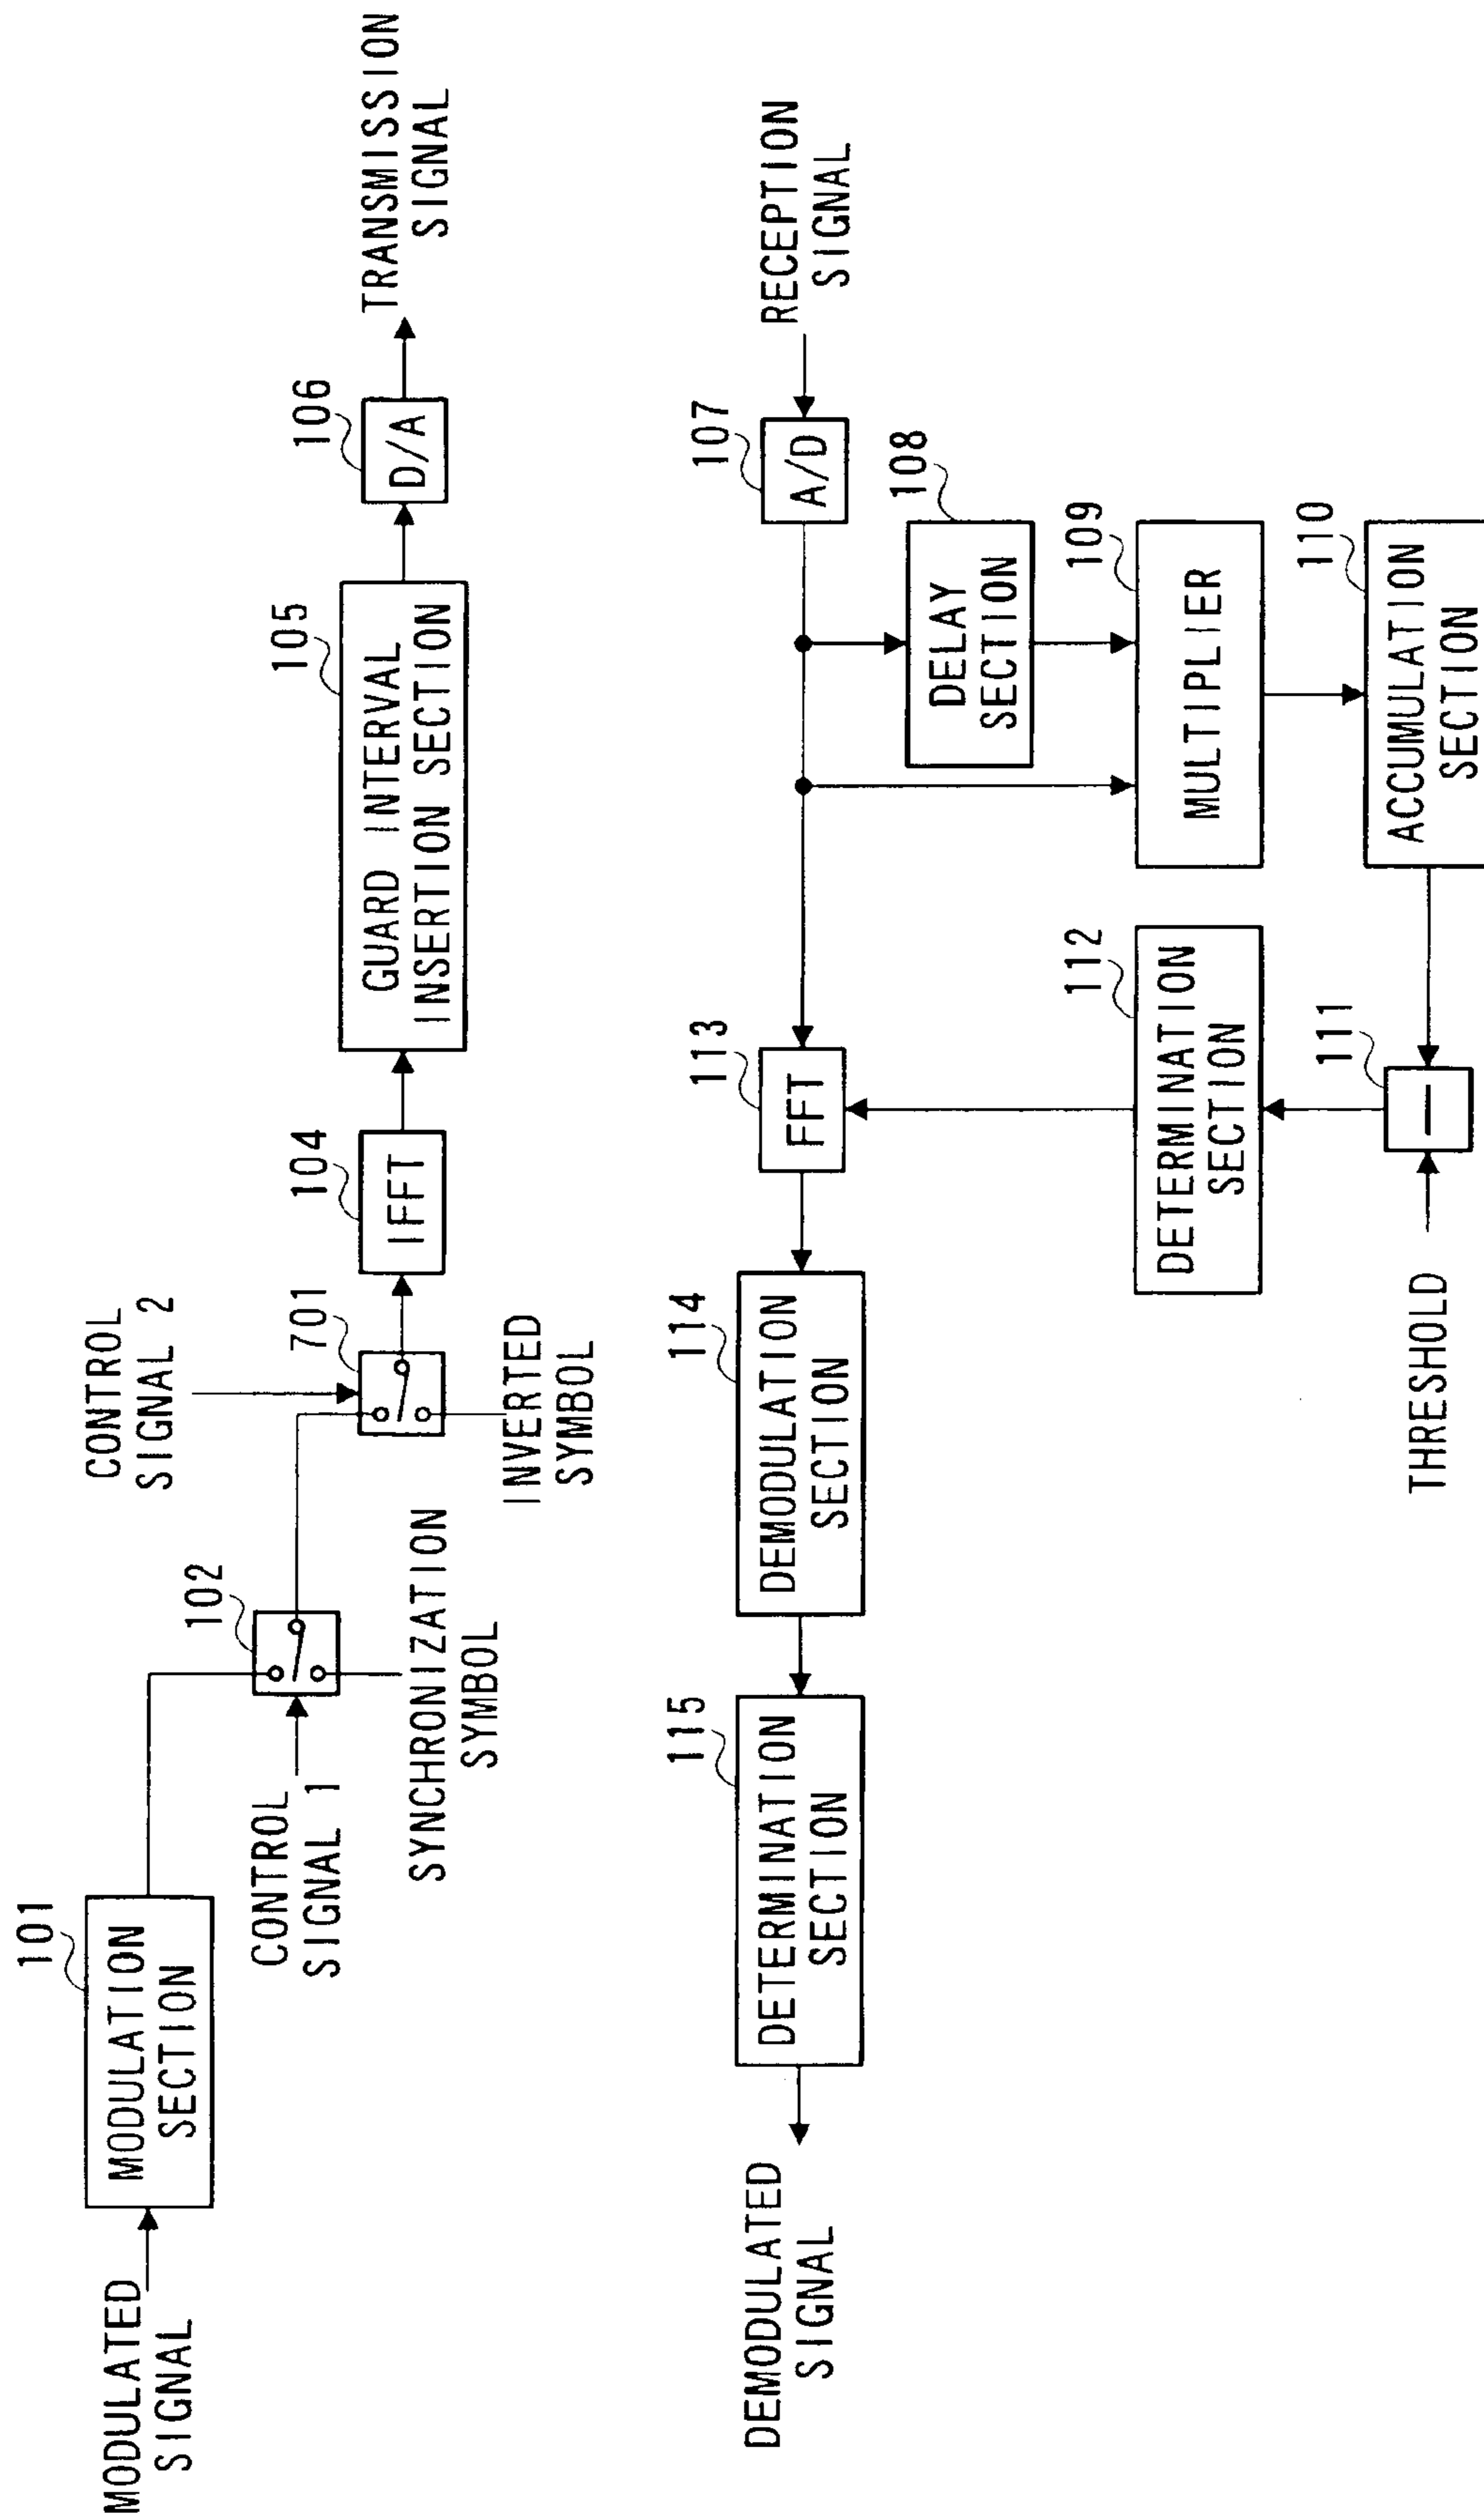 MODULATED
SIGNAL
101
MODULATION
SECTION
CONTROL
SIGNAL 1
102
SYNCHRONIZATION
SYMBOL
CONTROL
SIGNAL 2
701
INVERTED
SYMBOL
104
IFFT
105
GUARD INTERVAL
INSERTION SECTION
106
D/A
TRANSMISSION
SIGNAL
DEMODULATED
SIGNAL
115
DETERMINATION
SECTION
114
DEMODULATION
SECTION
113
FFT
107
A/D
RECEPTION
SIGNAL
108
DELAY
SECTION
112
DETERMINATION
SECTION
109
MULTIPLIER
THRESHOLD
111
110
ACCUMULATION
SECTION